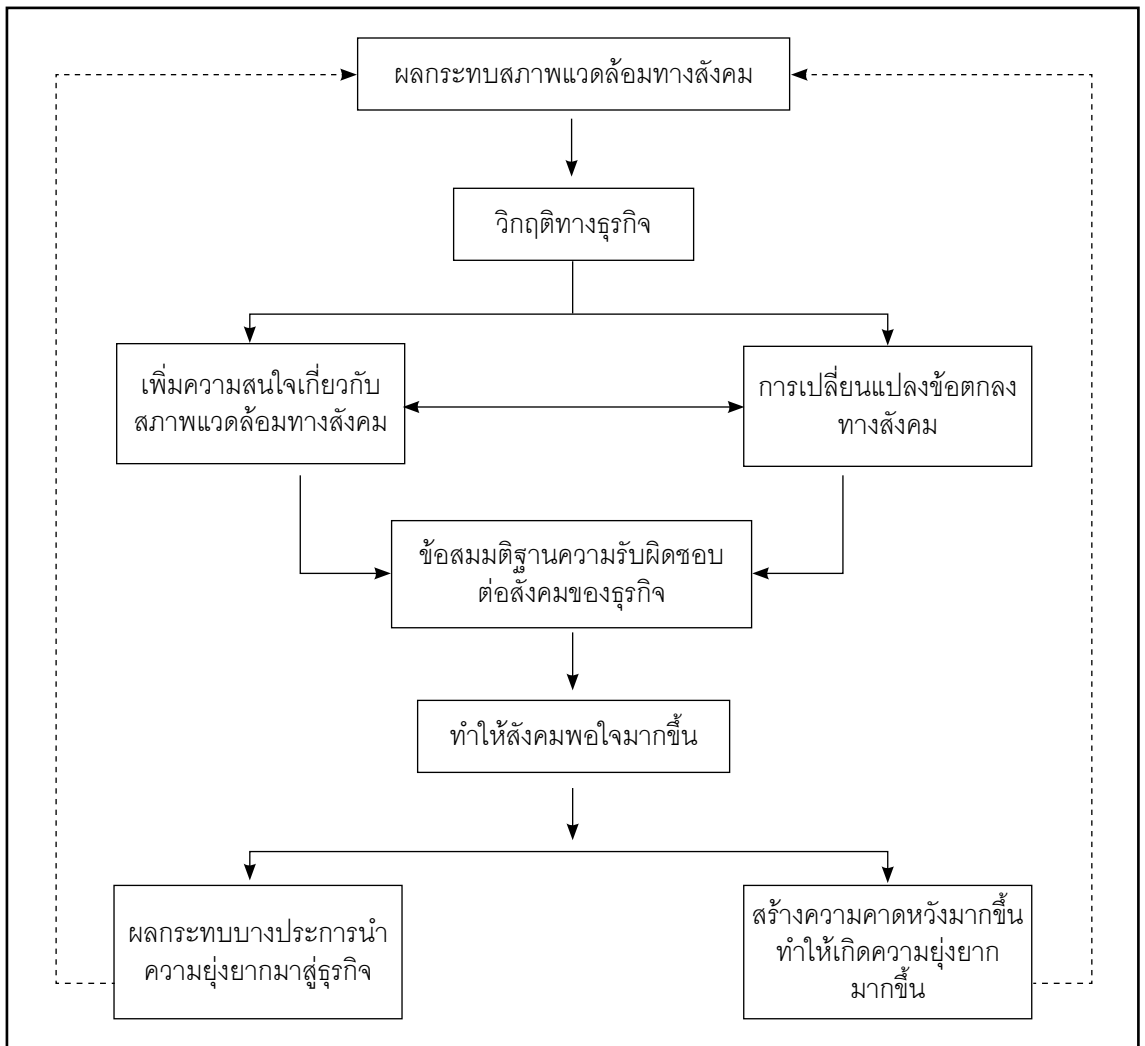 ผลกระทบสภาพแวดล้อมทางสังคม
วิกฤติทางธุรกิจ
เพิ่มความสนใจเกี่ยวกับ
สภาพแวดล้อมทางสังคม
การเปลี่ยนแปลงข้อตกลง
ทางสังคม
ข้อสมมติฐานความรับผิดชอบ
ต่อสังคมของธุรกิจ
ทำให้สังคมพอใจมากขึ้น
ผลกระทบบางประการนำ
ความยุ่งยากมาสู่ธุรกิจ
สร้างความคาดหวังมากขึ้น
ทำให้เกิดความยุ่งยาก
มากขึ้น